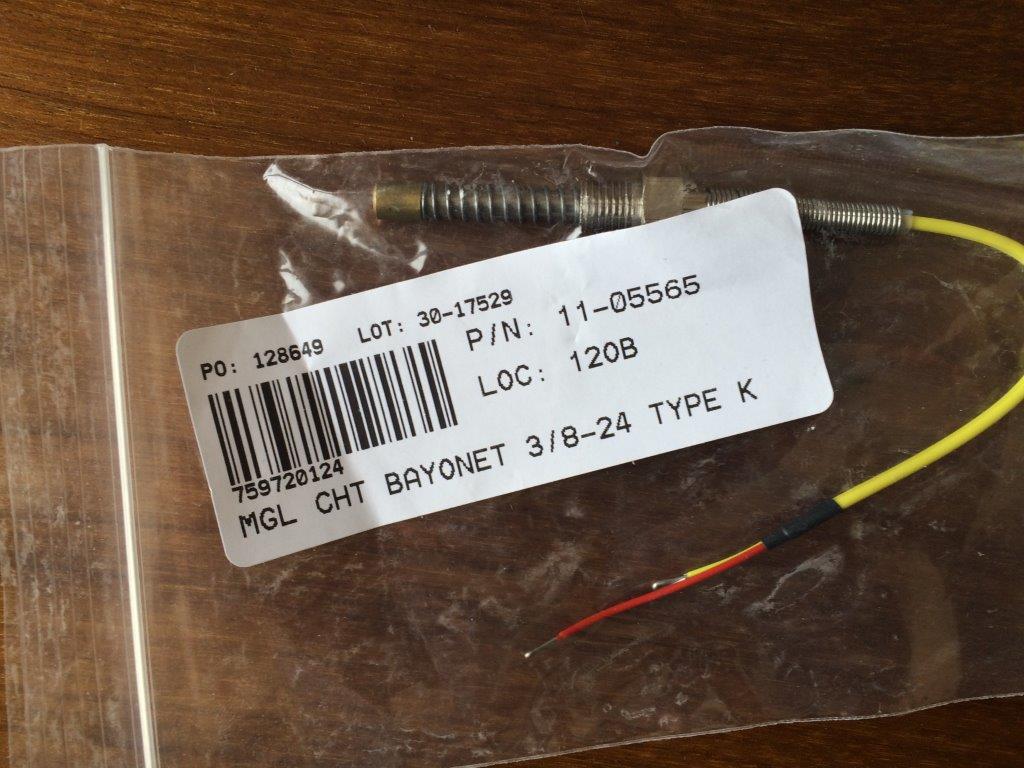 PO: 128649 LOT: 30-17529
P/N: 11-05565
LOC: 120B
759720124
MGL CHT BAYONET 3/8-24 TYPE K